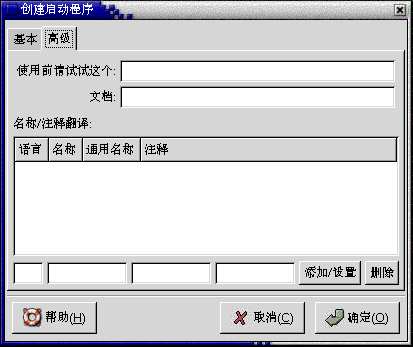 创建启动程序
基本 高级
使用前请试试这个:
文档:
名称/注释翻译:
语言 名称 通用名称 注释
添加/设置 删除
帮助(H) 取消(C) 确定(O)